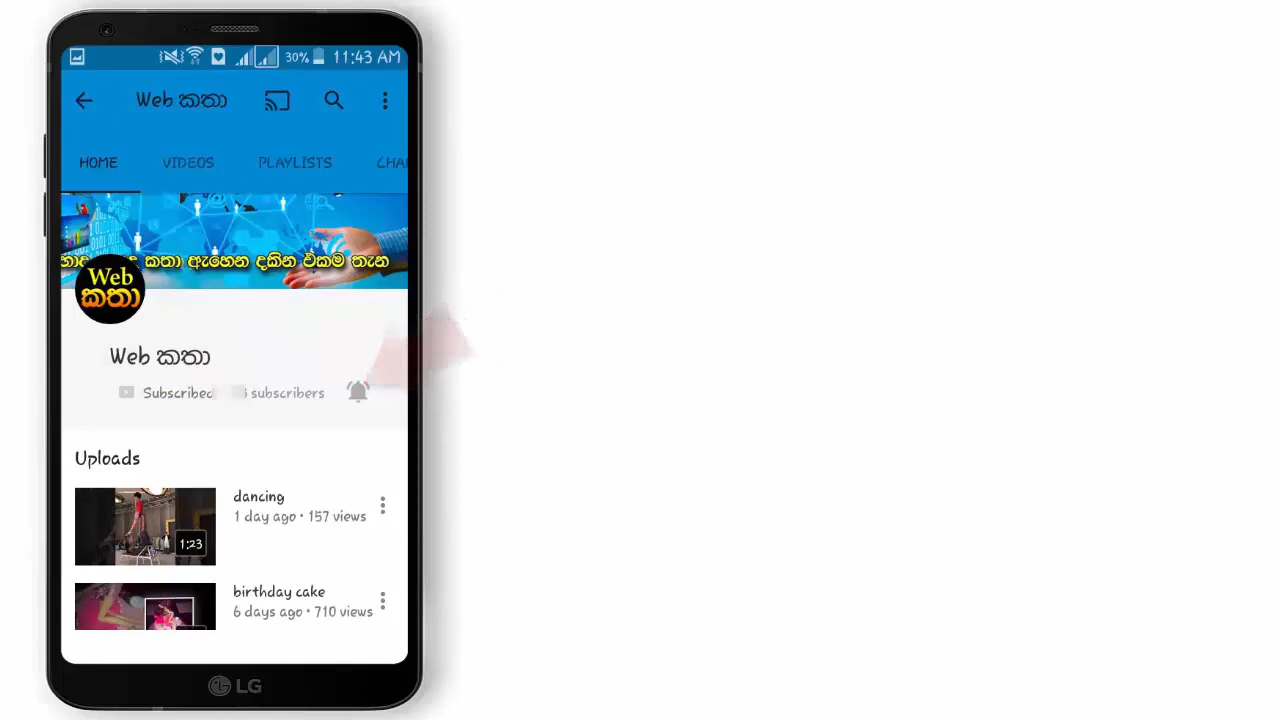 30% 11:43 AM
Web කතා
HOME VIDEOS PLAYLISTS
කතා ඇහෙන දකින එකම තැන
Web
කතා
Web කතා
Subscribed subscribers
Uploads
dancing
1 day ago • 157 views
1:23
birthday cake
6 days ago • 710 views
LG